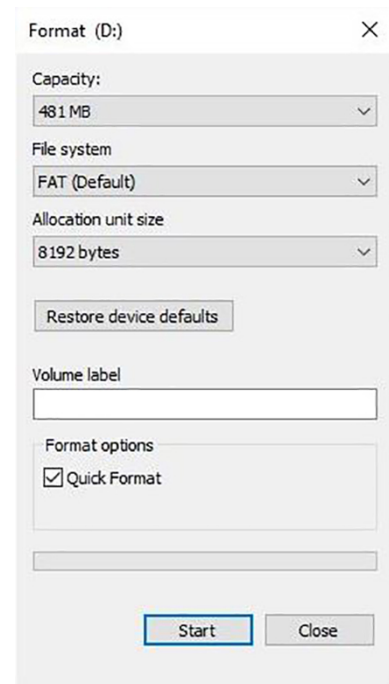 Format (D:)
Capacity:
481 MB
File system
FAT (Default)
Allocation unit size
8192 bytes
Restore device defaults
Volume label
Format options
Quick Format
Start Close